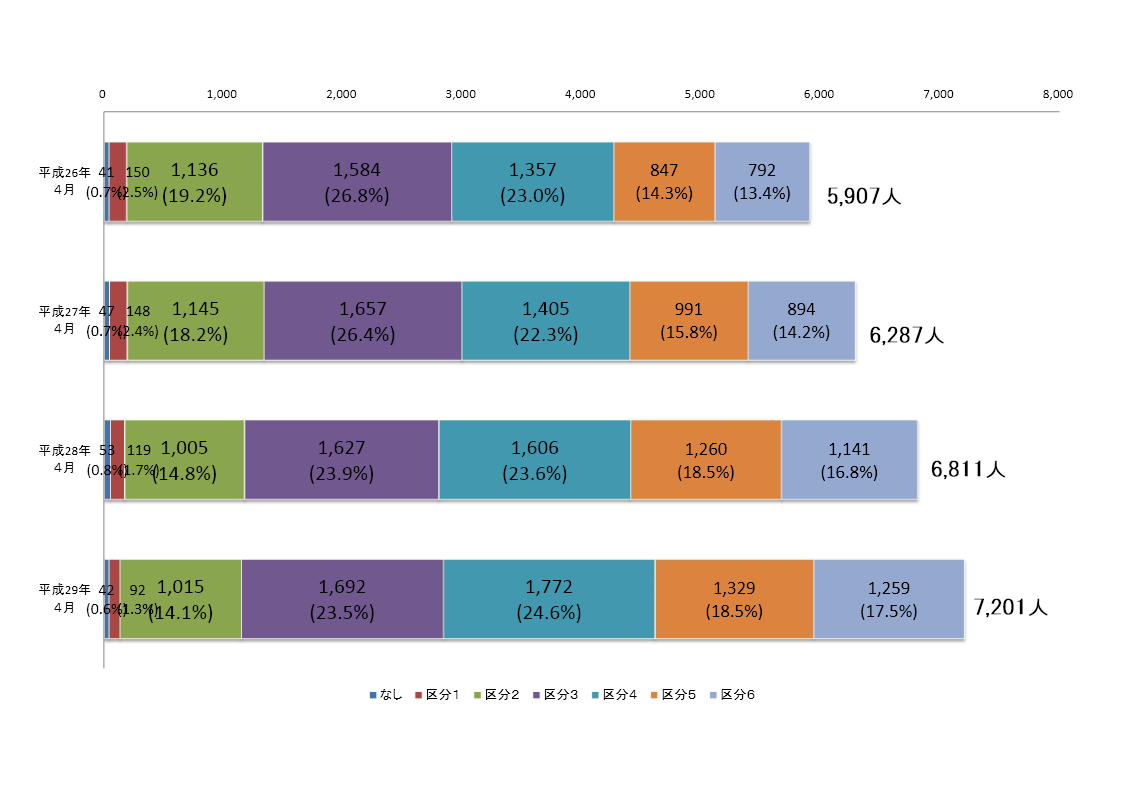 0 1,000 2,000 3,000 4,000 5,000 6,000 7,000 8,000
平成26年 41 150 1,136 1,584 1,357 847 792
4月 (0.7%) (2.5%) (19.2%) (26.8%) (23.0%) (14.3%) (13.4%) 5,907人
平成27年 47 148 1,145 1,657 1,405 991 894
4月 (0.7%) (2.4%) (18.2%) (26.4%) (22.3%) (15.8%) (14.2%) 6,287人
平成28年 53 119 1,005 1,627 1,606 1,260 1,141
4月 (0.8%) (1.7%) (14.8%) (23.9%) (23.6%) (18.5%) (16.8%) 6,811人
平成29年 42 92 1,015 1,692 1,772 1,329 1,259
4月 (0.6%) (1.3%) (14.1%) (23.5%) (24.6%) (18.5%) (17.5%) 7,201人
なし 区分1 区分2 区分3 区分4 区分5 区分6